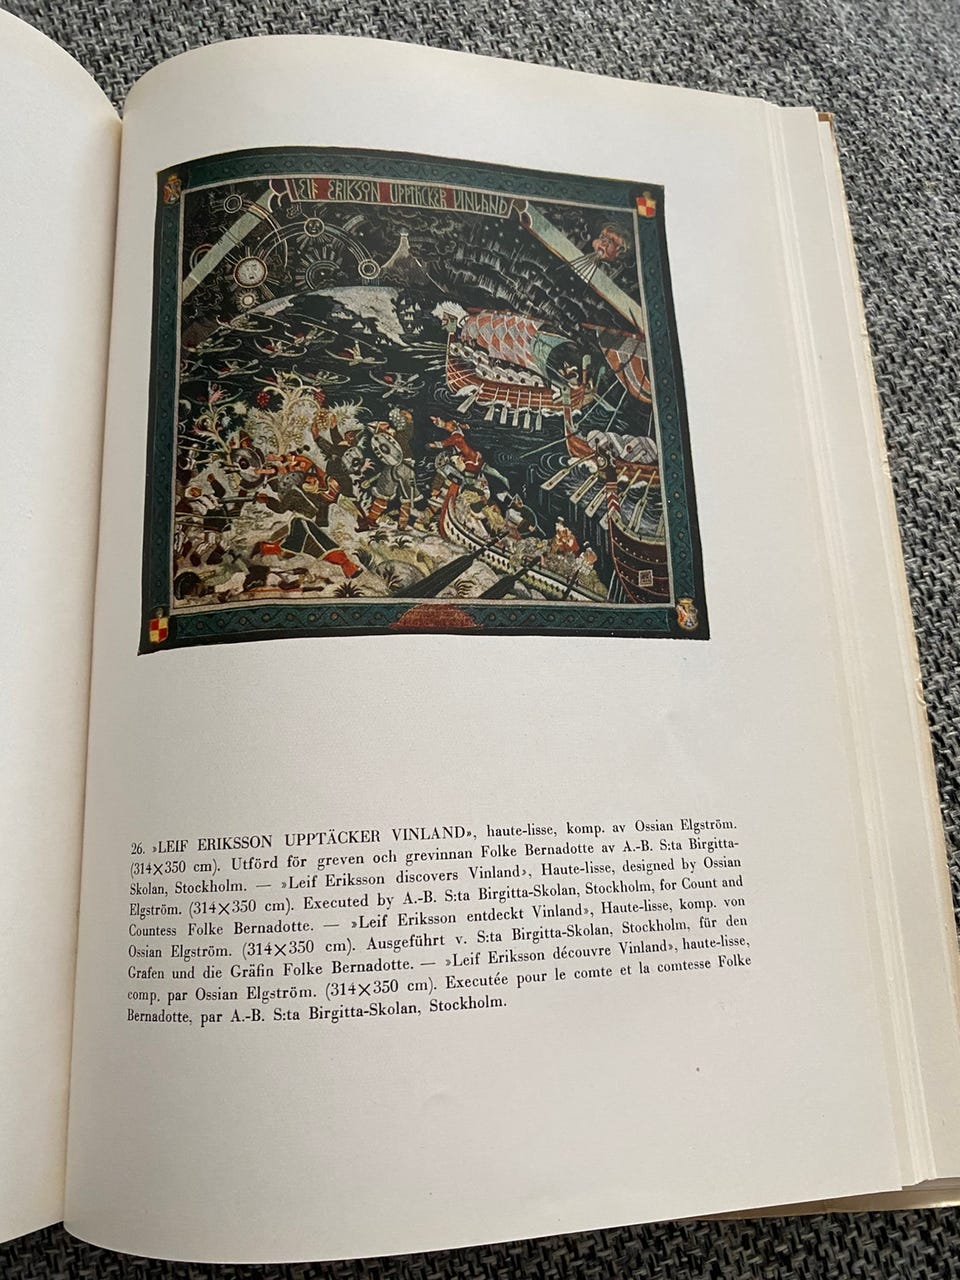 LEIF ERIKSON UPPTÄCKER VINLAND
26. »LEIF ERIKSSON UPPTÄCKER VINLAND», haute-lisse, komp. av Ossian Elgström.
(314×350 cm). Utförd för greven och grevinnan Folke Bernadotte av A.-B. S:ta Birgitta-
Skolan, Stockholm. — »Leif Eriksson discovers Vinland», Haute-lisse, designed by Ossian
Elgström. (314×350 cm). Executed by A.-B. S:ta Birgitta-Skolan, Stockholm, for Count and
Countess Folke Bernadotte. — »Leif Eriksson entdeckt Vinland», Haute-lisse, komp. von
Ossian Elgström. (314×350 cm). Ausgeführt v. S:ta Birgitta-Skolan, Stockholm, für den
Grafen und die Gräfin Folke Bernadotte. — »Leif Eriksson découvre Vinland», haute-lisse,
comp. par Ossian Elgström. (314×350 cm). Executée pour le comte et la comtesse Folke
Bernadotte, par A.-B. S:ta Birgitta-Skolan, Stockholm.